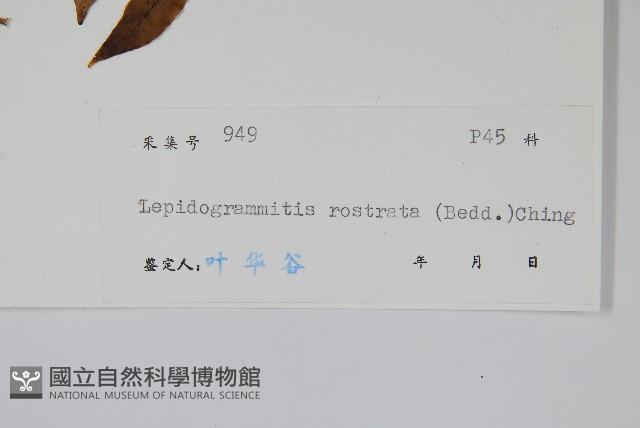 采集号 949 P45 科
Lepidogrammitis rostrata (Bedd.)Ching
鉴定人: 叶华谷 年 月 日
國立自然科學博物館
NATIONAL MUSEUM OF NATURAL SCIENCE